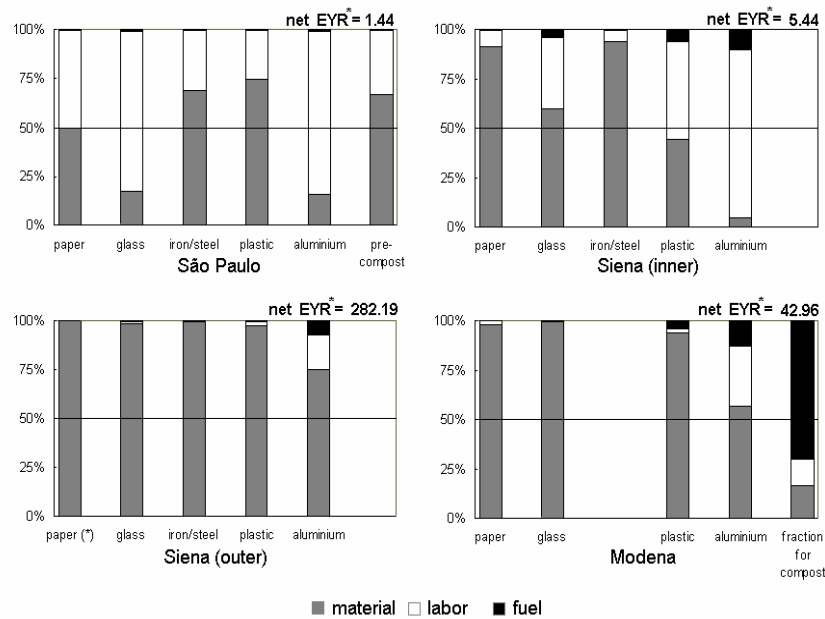 net EYR* = 1.44
100%
75%
50%
25%
0%
paper glass iron/steel plastic aluminium pre-compost
São Paulo
net EYR* = 5.44
100%
75%
50%
25%
0%
paper glass iron/steel plastic aluminium
Siena (inner)
net EYR* = 282.19
100%
75%
50%
25%
0%
paper (*) glass iron/steel plastic aluminium
Siena (outer)
net EYR* = 42.96
100%
75%
50%
25%
0%
paper glass plastic aluminium fraction
for
compost
Modena
material labor fuel